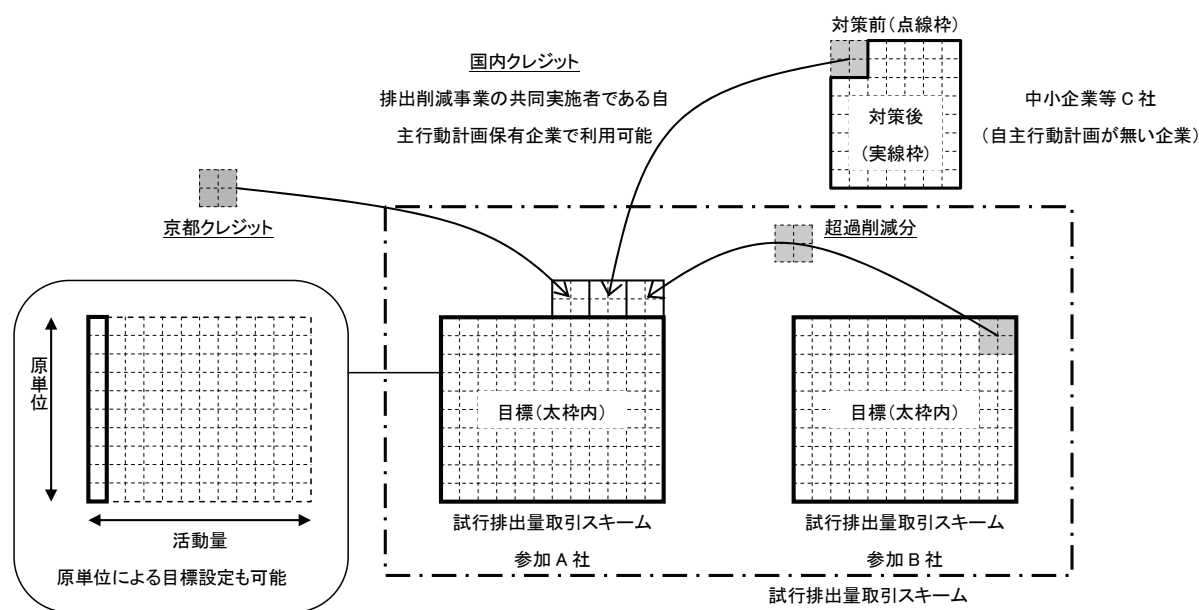 対策前（点線枠）
国内クレジット
排出削減事業の共同実施者である自
主行動計画保有企業で利用可能
対策後
（実線枠）
中小企業等 C 社
（自主行動計画が無い企業）
京都クレジット
超過削減分
原単位
活動量
原単位による目標設定も可能
目標（太枠内）
試行排出量取引スキーム
参加 A 社
目標（太枠内）
試行排出量取引スキーム
参加 B 社
試行排出量取引スキーム